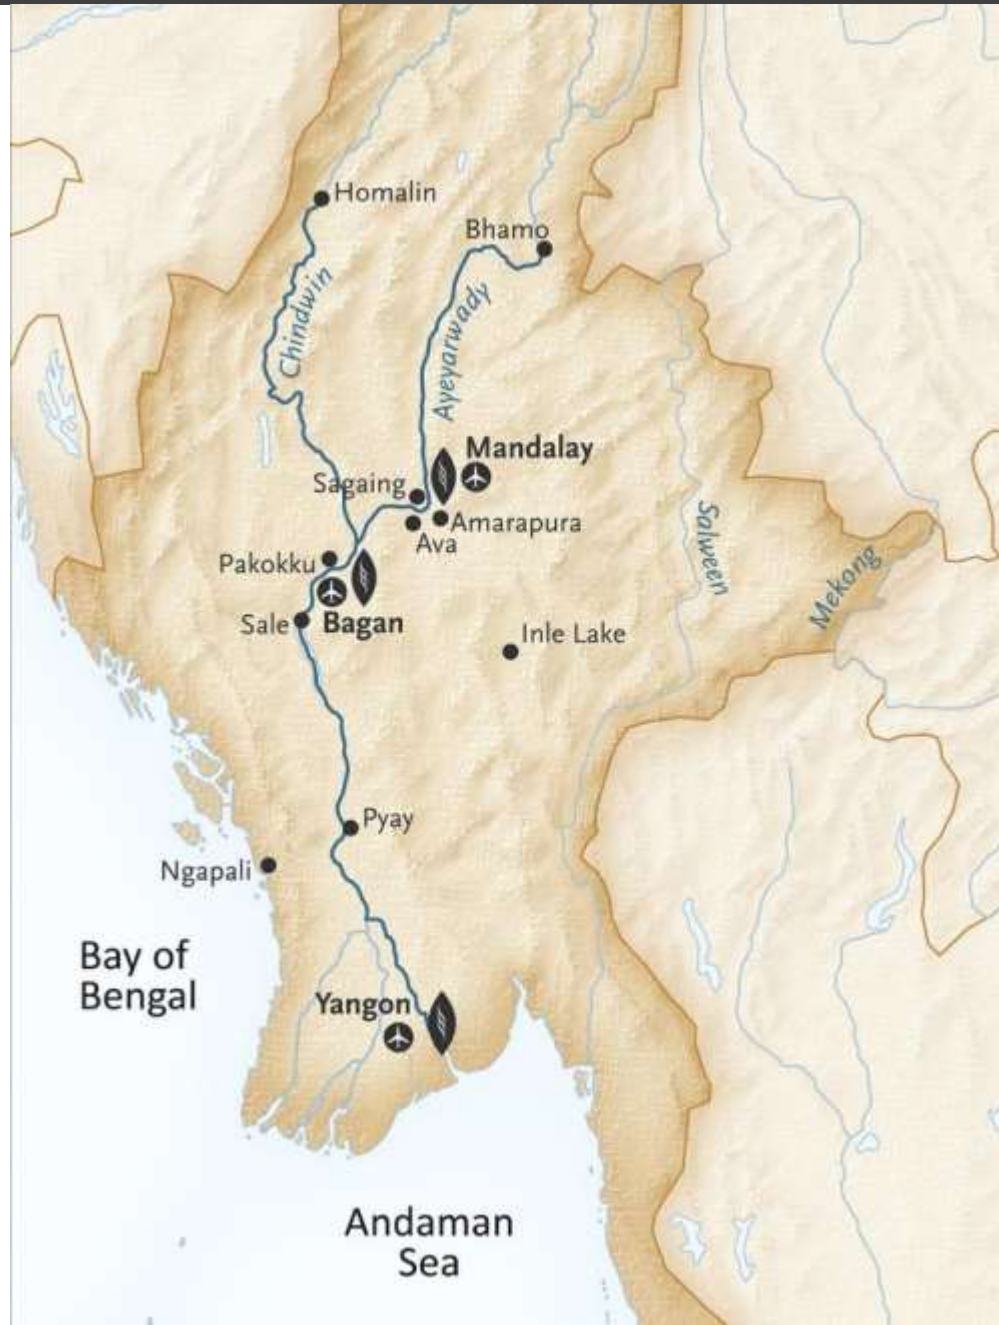 Homalin
Bhamo
Chindwin
Ayeyarwady
Mandalay
Sagaing
Amarapura
Ava
Salween
Pakokku
Mekong
Bagan
Sale
Inle Lake
Pyay
Ngapali
Bay of
Bengal
Yangon
Andaman
Sea